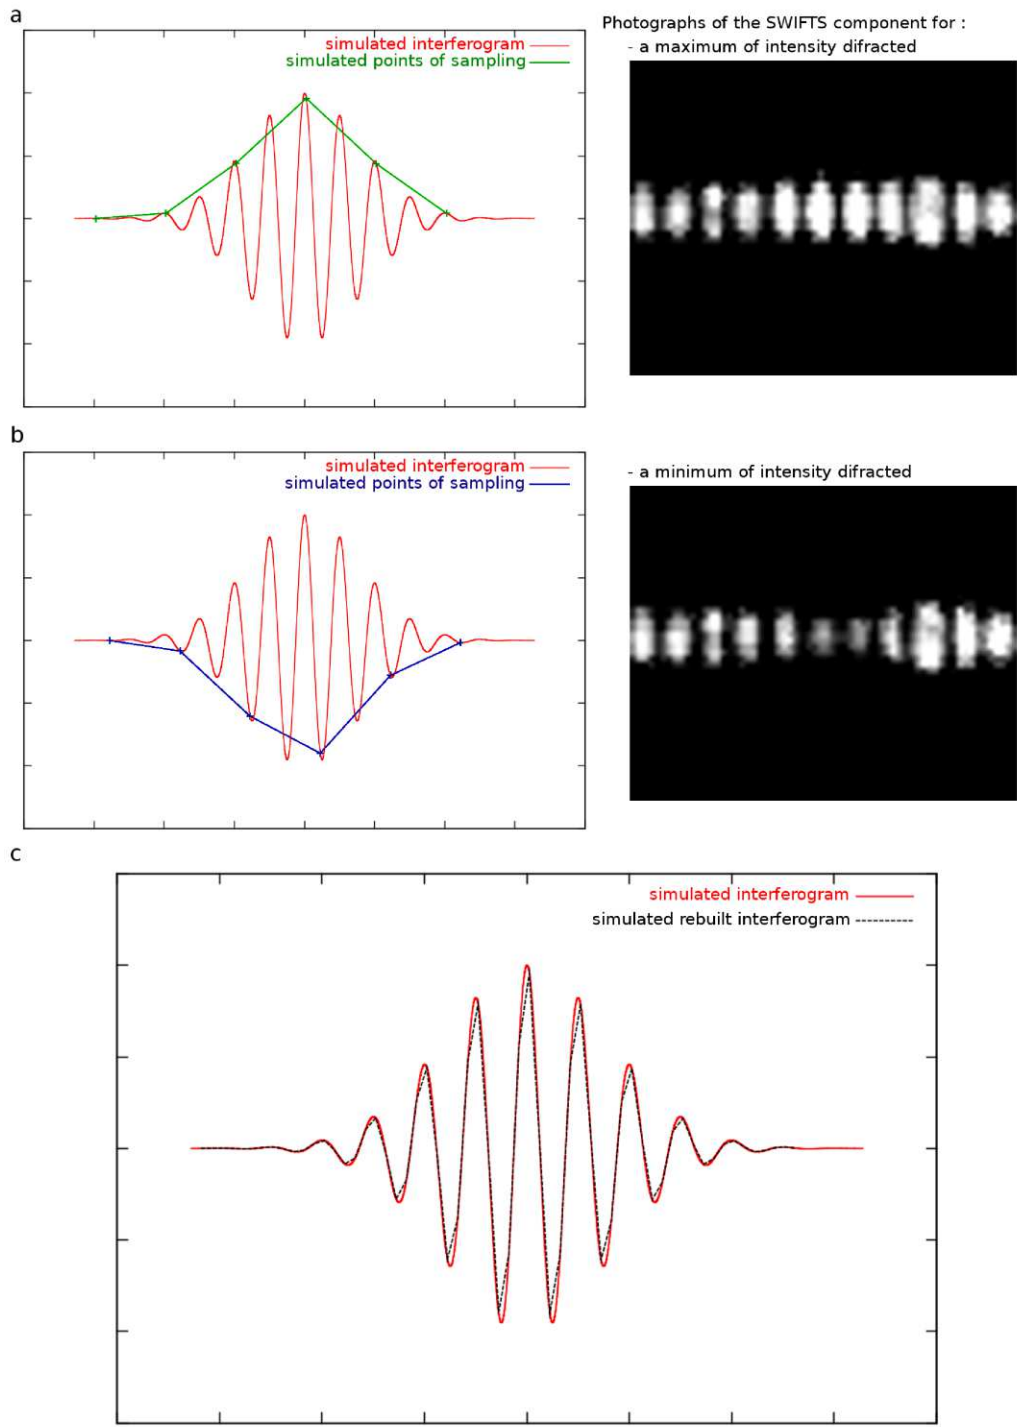 a
simulated interferogram
simulated points of sampling
Photographs of the SWIFTS component for :
- a maximum of intensity difracted
b
simulated interferogram
simulated points of sampling
- a minimum of intensity difracted
c
simulated interferogram
simulated rebuilt interferogram